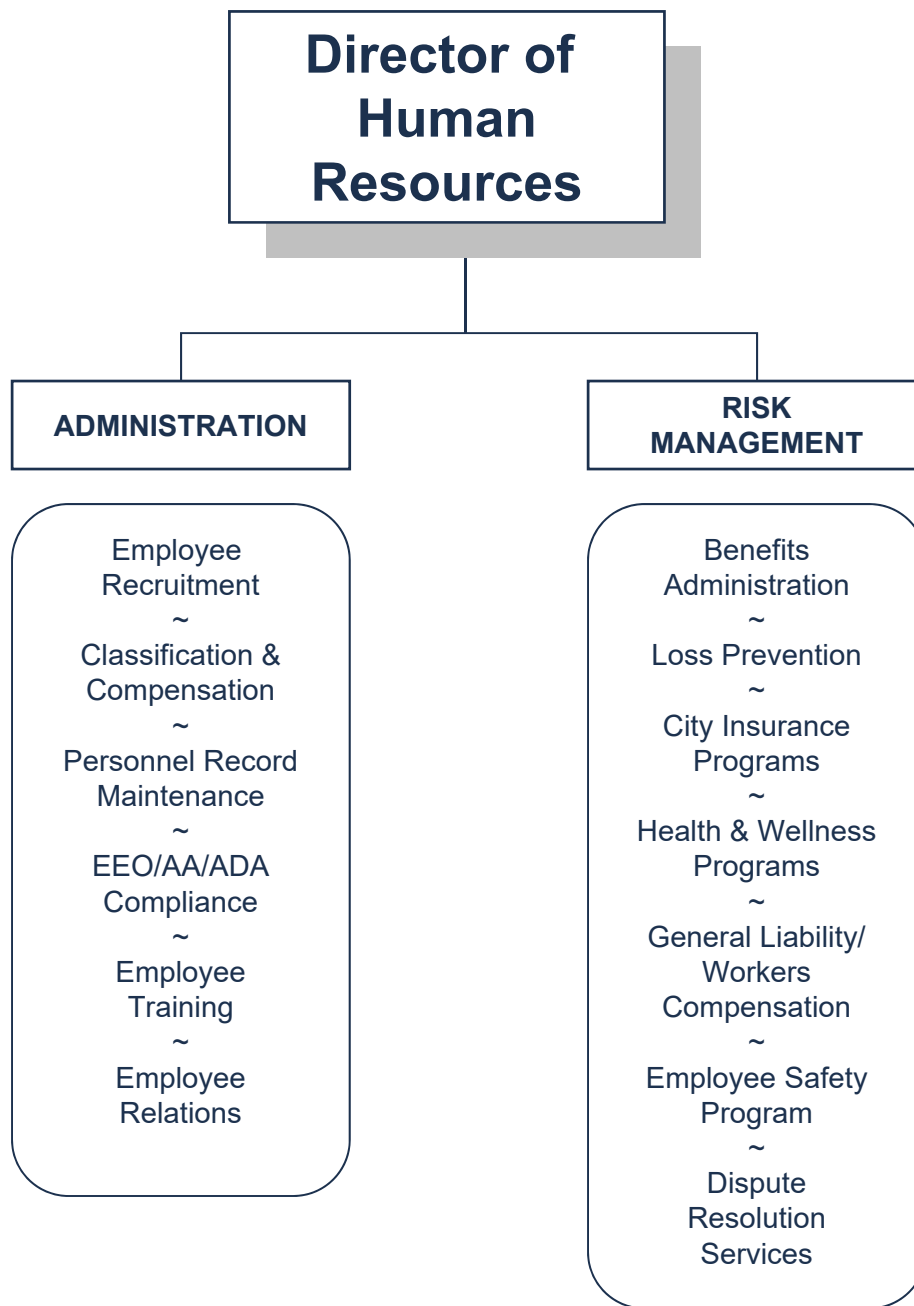 Director of
Human
Resources
ADMINISTRATION
Employee
Recruitment
~
Classification &
Compensation
~
Personnel Record
Maintenance
~
EEO/AA/ADA
Compliance
~
Employee
Training
~
Employee
Relations
RISK
MANAGEMENT
Benefits
Administration
~
Loss Prevention
~
City Insurance
Programs
~
Health & Wellness
Programs
~
General Liability/
Workers
Compensation
~
Employee Safety
Program
~
Dispute
Resolution
Services